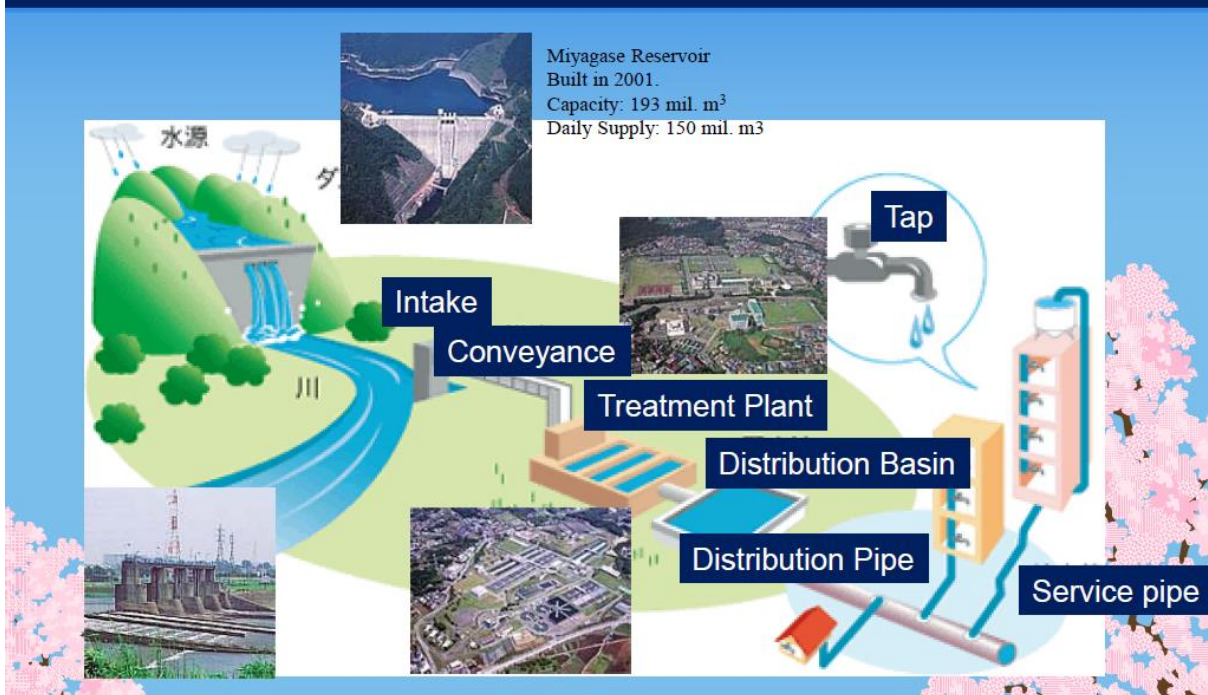 Miyagase Reservoir
Built in 2001.
Capacity: 193 mil. m³
Daily Supply: 150 mil. m3
水源
ダ
Tap
Intake
Conveyance
川
Treatment Plant
Distribution Basin
Distribution Pipe
Service pipe